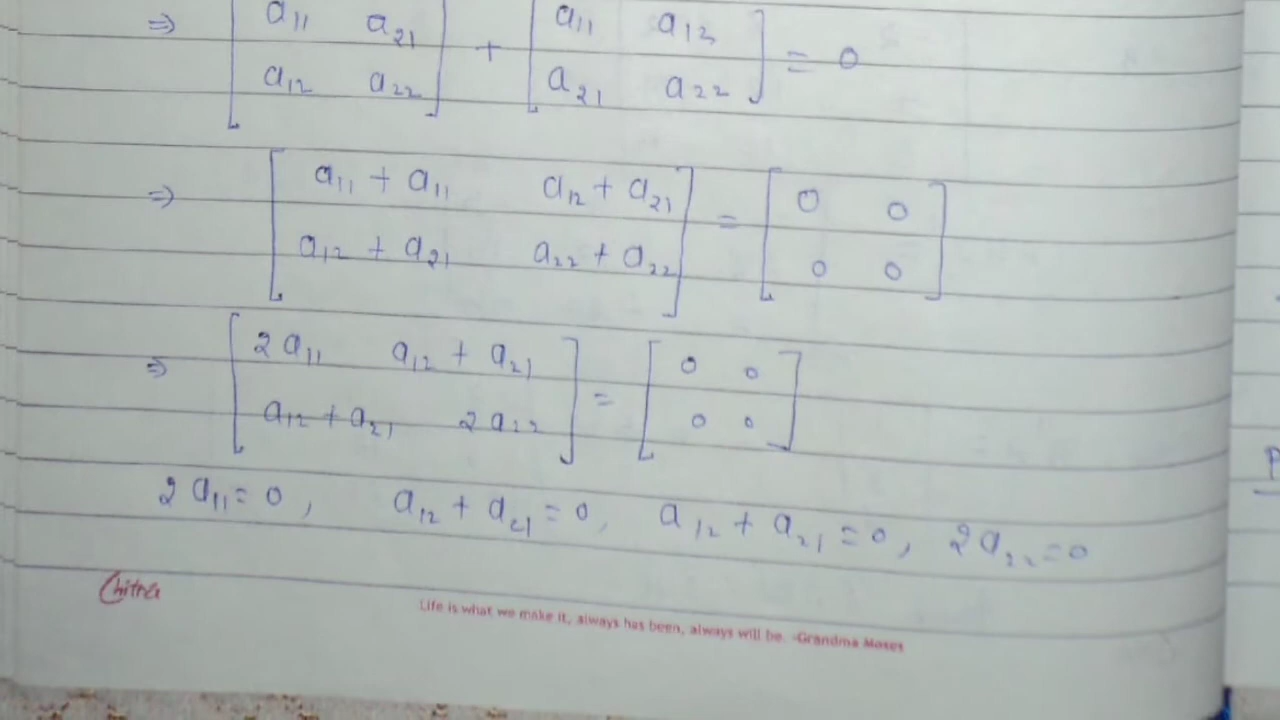 ⇒ [ a₁₁ a₂₁ ; a₁₂ a₂₂ ] + [ a₁₁ a₁₂ ; a₂₁ a₂₂ ] = 0
⇒ [ a₁₁ + a₁₁ a₁₂ + a₂₁ ; a₁₂ + a₂₁ a₂₂ + a₂₂ ] = [ 0 0 ; 0 0 ]
⇒ [ 2a₁₁ a₁₂ + a₂₁ ; a₁₂ + a₂₁ 2a₂₂ ] = [ 0 0 ; 0 0 ]
2a₁₁ = 0, a₁₂ + a₂₁ = 0, a₁₂ + a₂₁ = 0, 2a₂₂ = 0
Chitra
Life is what we make it, always has been, always will be. -Grandma Moses